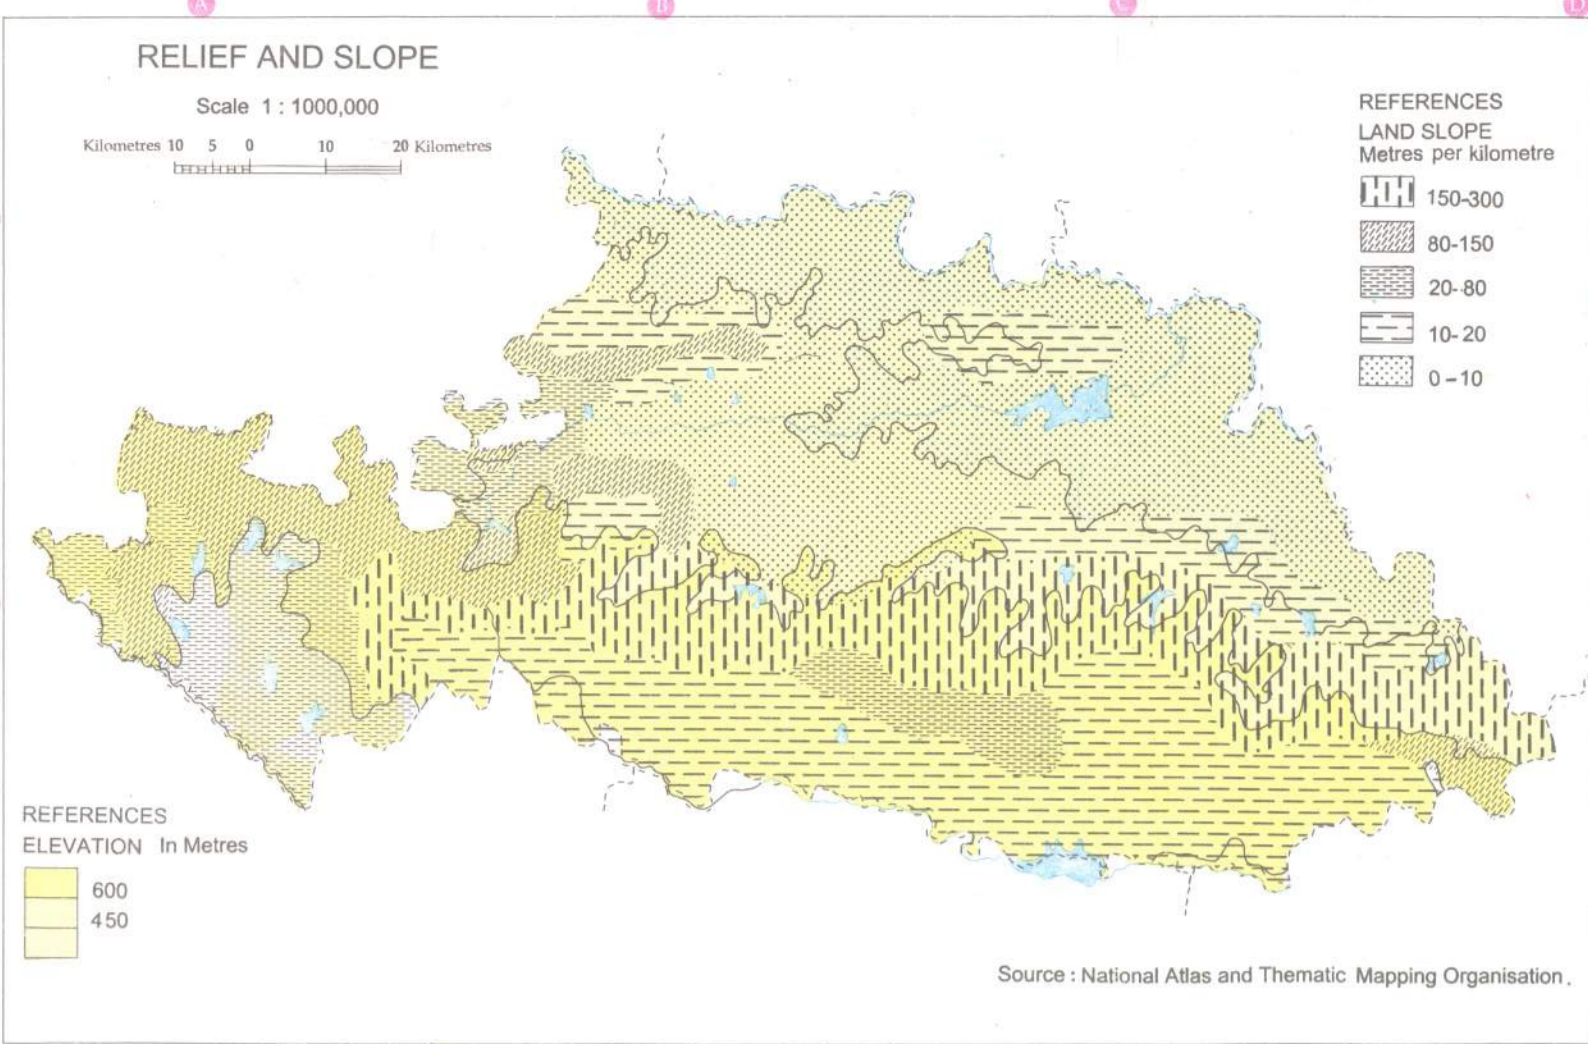 A B C D
RELIEF AND SLOPE
Scale 1 : 1000,000
Kilometres 10 5 0 10 20 Kilometres
REFERENCES
LAND SLOPE
Metres per kilometre
150-300
80-150
20-80
10-20
0-10
REFERENCES
ELEVATION In Metres
600
450
Source : National Atlas and Thematic Mapping Organisation.